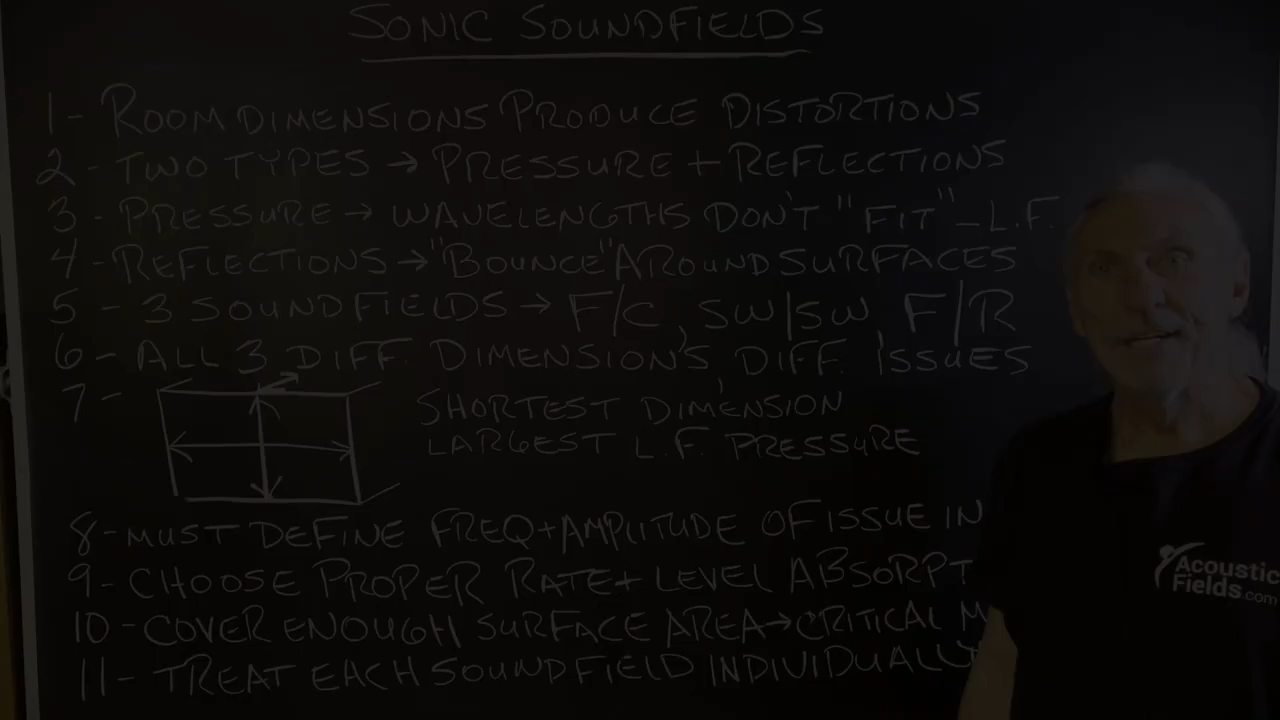 SONIC SOUNDFIELDS
1- ROOM DIMENSIONS PRODUCE DISTORTIONS
2- TWO TYPES → PRESSURE + REFLECTIONS
3- PRESSURE → WAVELENGTHS DON'T "FIT" - L.F.
4- REFLECTIONS → "BOUNCE" AROUND SURFACES
5- 3 SOUNDFIELDS → F/C, SW/SW, F/R
6- ALL 3 DIFF. DIMENSIONS, DIFF. ISSUES
7- SHORTEST DIMENSION
LARGEST L.F. PRESSURE
8- MUST DEFINE FREQ + AMPLITUDE OF ISSUE IN
9- CHOOSE PROPER RATE + LEVEL ABSORPT
10- COVER ENOUGH SURFACE AREA → CRITICAL M
11- TREAT EACH SOUNDFIELD INDIVIDUALLY
Acoustic
Fields.com